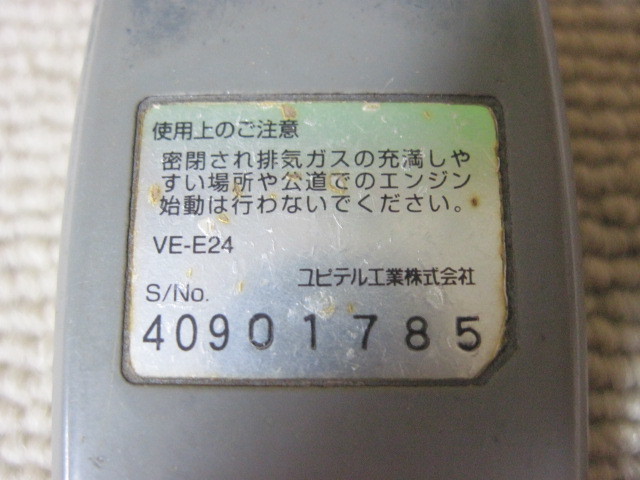 使用上のご注意
密閉され排気ガスの充満しや
すい場所や公道でのエンジン
始動は行わないでください。
VE-E24
ユピテル工業株式会社
S/No.
40901785